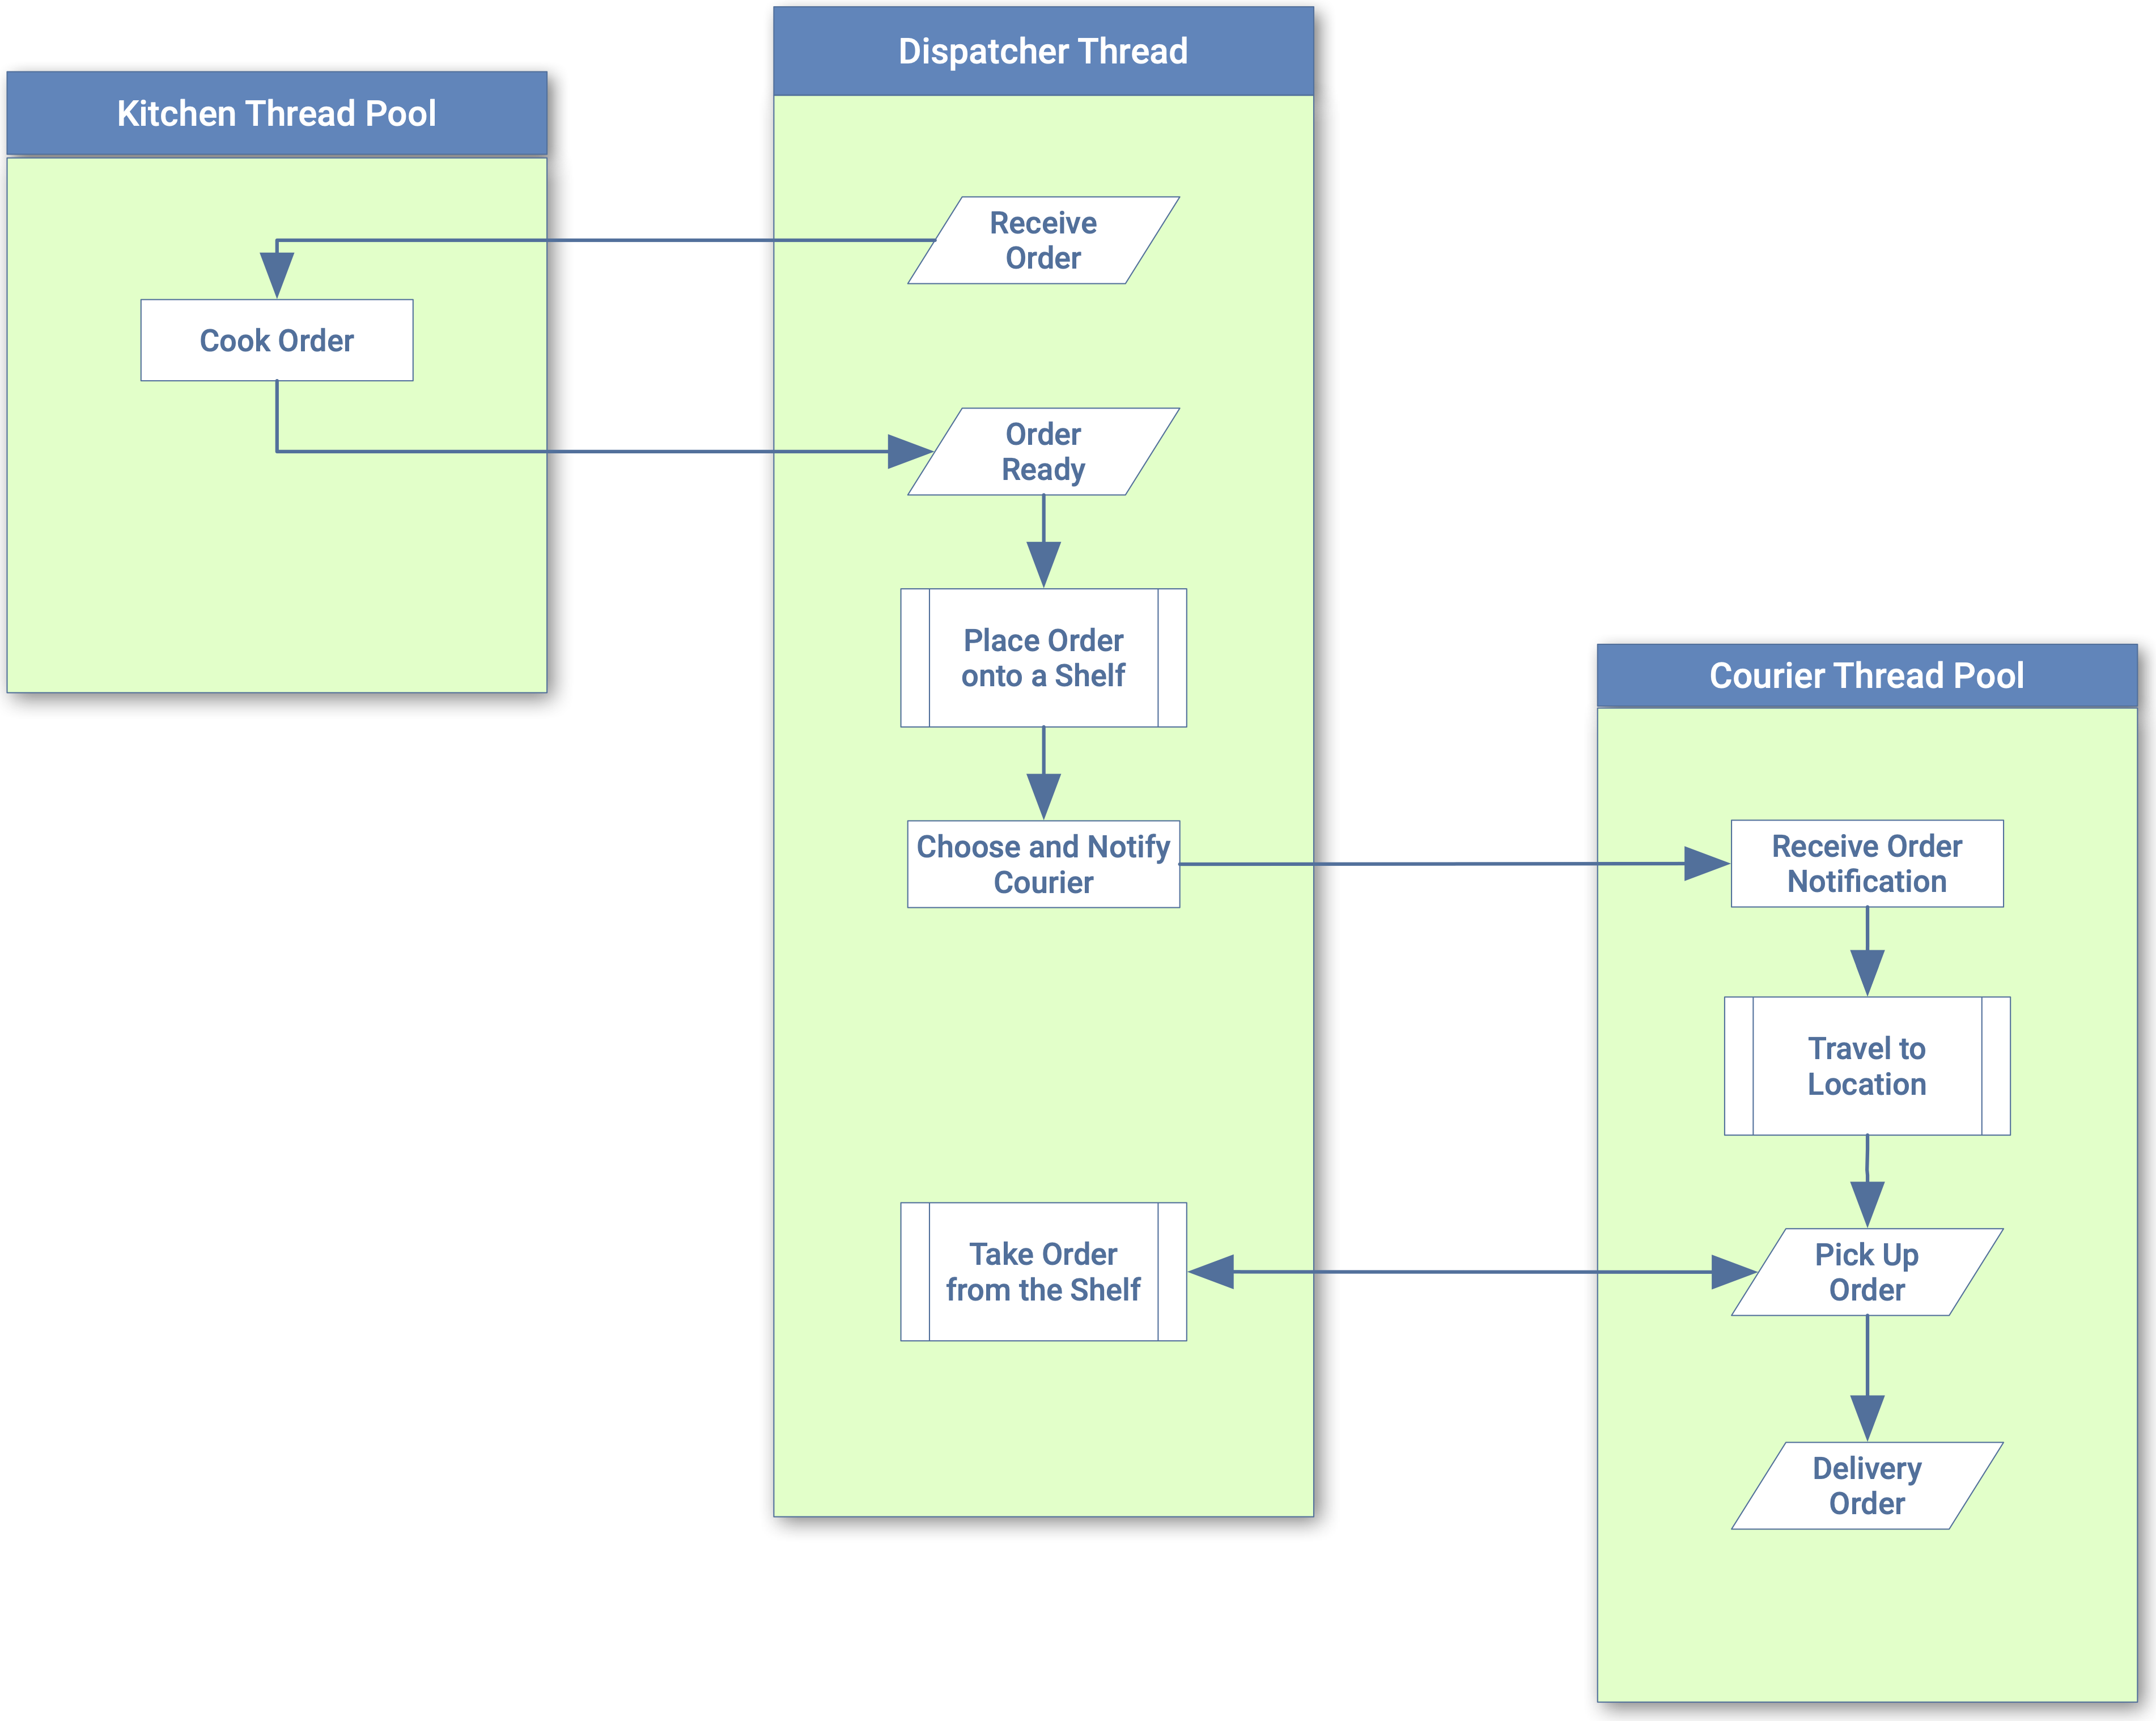 Dispatcher Thread
Kitchen Thread Pool
Receive
Order
Cook Order
Order
Ready
Place Order
onto a Shelf
Courier Thread Pool
Choose and Notify
Courier
Receive Order
Notification
Travel to
Location
Take Order
from the Shelf
Pick Up
Order
Delivery
Order